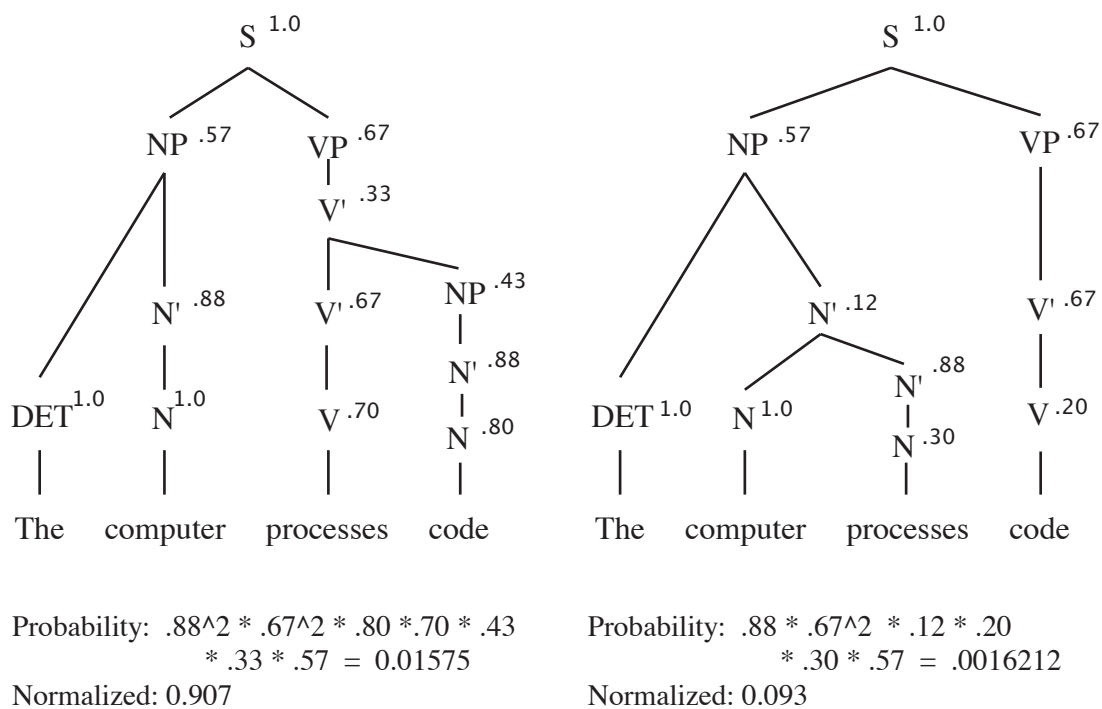 S 1.0
NP .57 VP .67
V' .33
NP .43
N' .88 V' .67
N' .88
DET 1.0 N 1.0 V .70 N .80
The computer processes code
Probability: .88^2 * .67^2 * .80 *.70 * .43
* .33 * .57 = 0.01575
Normalized: 0.907
S 1.0
NP .57 VP .67
N' .12 V' .67
N' .88
DET 1.0 N 1.0 V .20
N .30
The computer processes code
Probability: .88 * .67^2 * .12 * .20
* .30 * .57 = .0016212
Normalized: 0.093